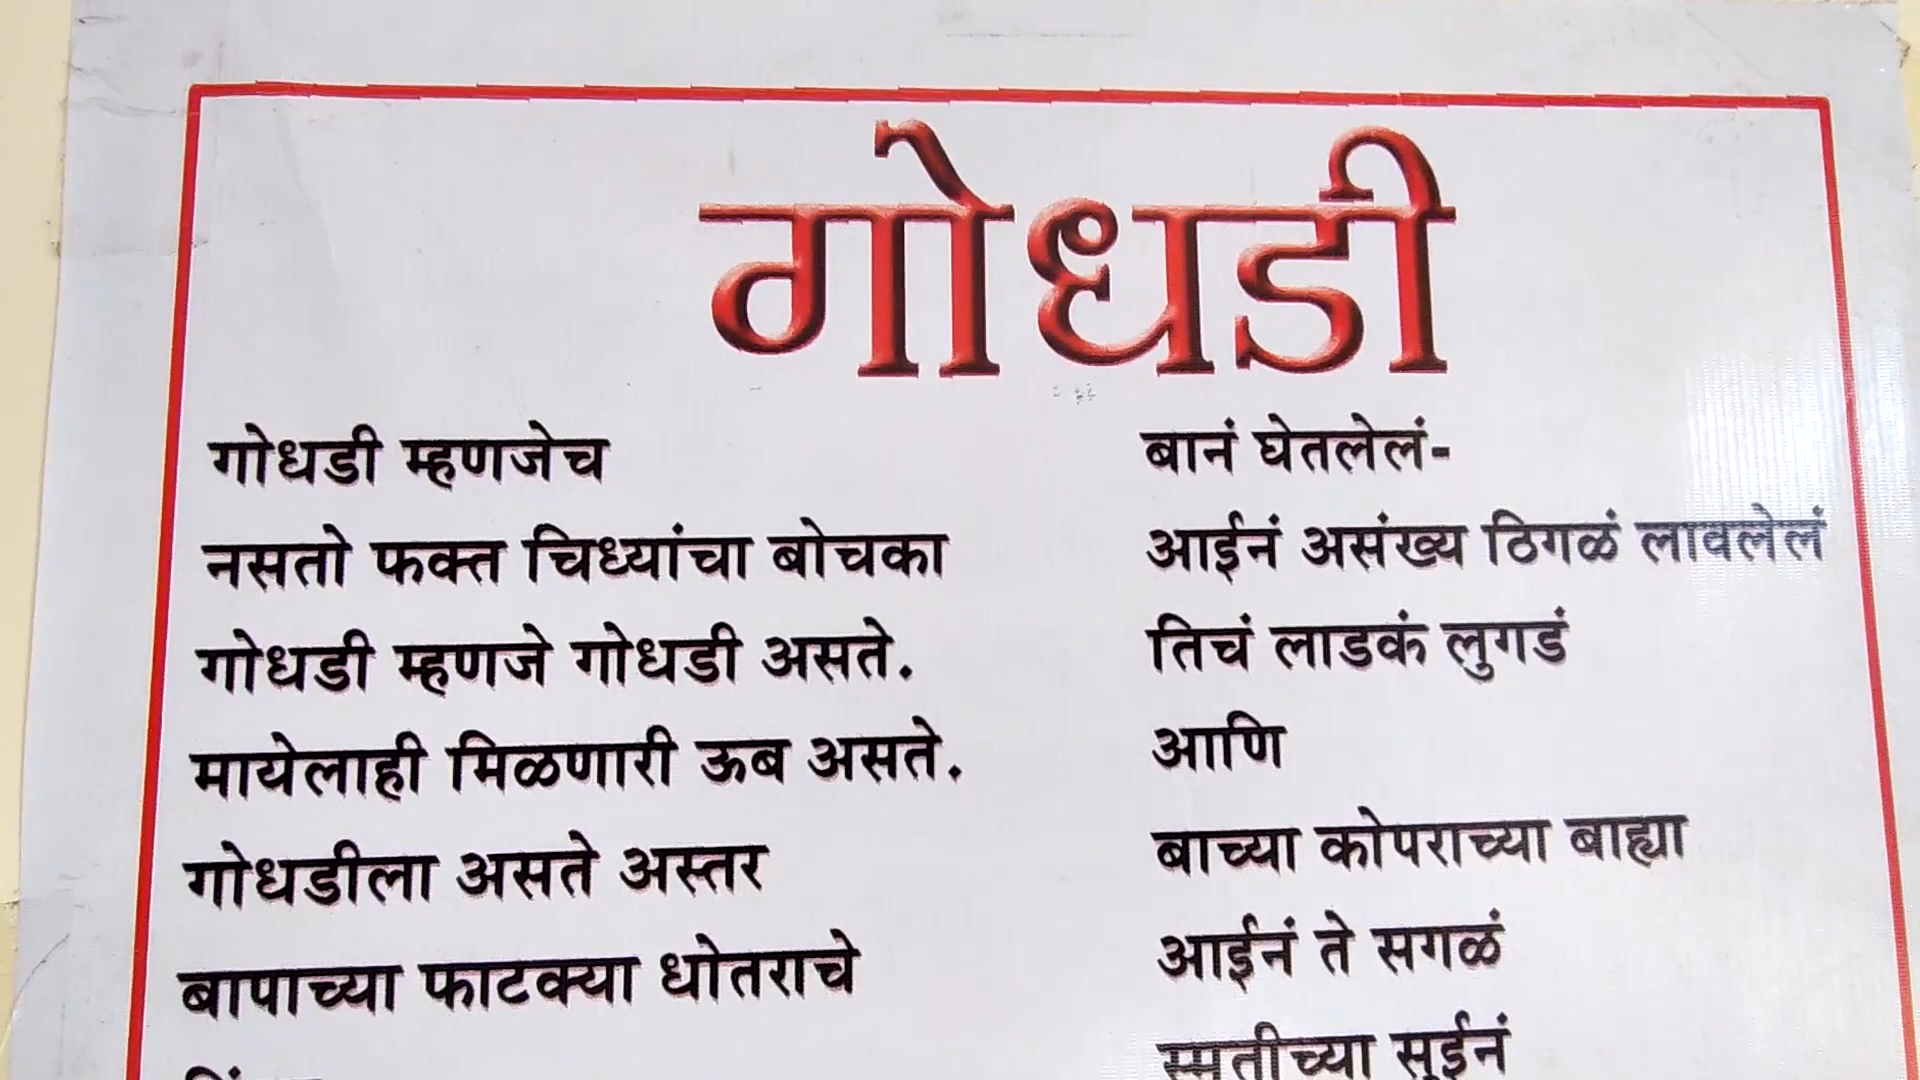 गोधडी
गोधडी म्हणजेच
नसतो फक्त चिध्यांचा बोचका
गोधडी म्हणजे गोधडी असते.
मायेलाही मिळणारी ऊब असते.
गोधडीला असते अस्तर
बापाच्या फाटक्या धोतराचे
बानं घेतलेलं-
आईनं असंख्य ठिगळं लावलेलं
तिचं लाडकं लुगडं
आणि
बाच्या कोपराच्या बाह्या
आईनं ते सगळं
स्मृतीच्या सुईनं